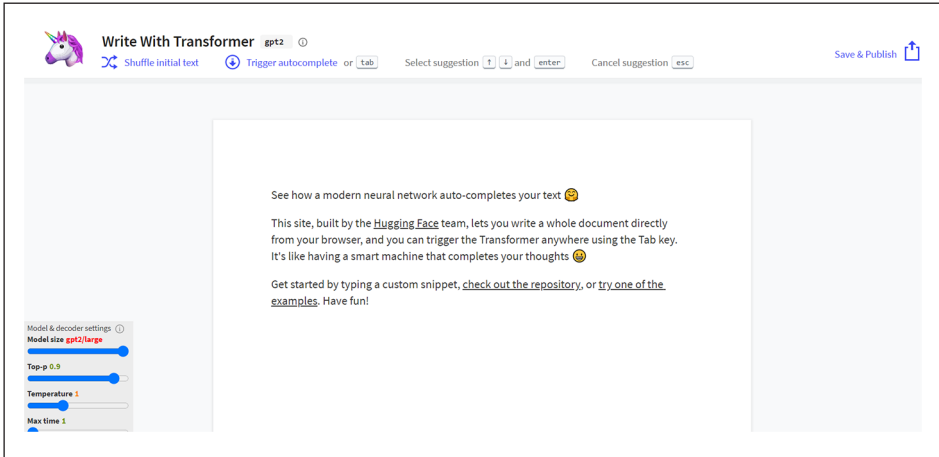 Write With Transformer gpt2
Shuffle initial text Trigger autocomplete or tab Select suggestion ↑ ↓ and enter Cancel suggestion esc
Save & Publish
See how a modern neural network auto-completes your text 🤗
This site, built by the Hugging Face team, lets you write a whole document directly
from your browser, and you can trigger the Transformer anywhere using the Tab key.
It's like having a smart machine that completes your thoughts 😀
Get started by typing a custom snippet, check out the repository, or try one of the
examples. Have fun!
Model & decoder settings
Model size gpt2/large
Top-p 0.9
Temperature 1
Max time 1